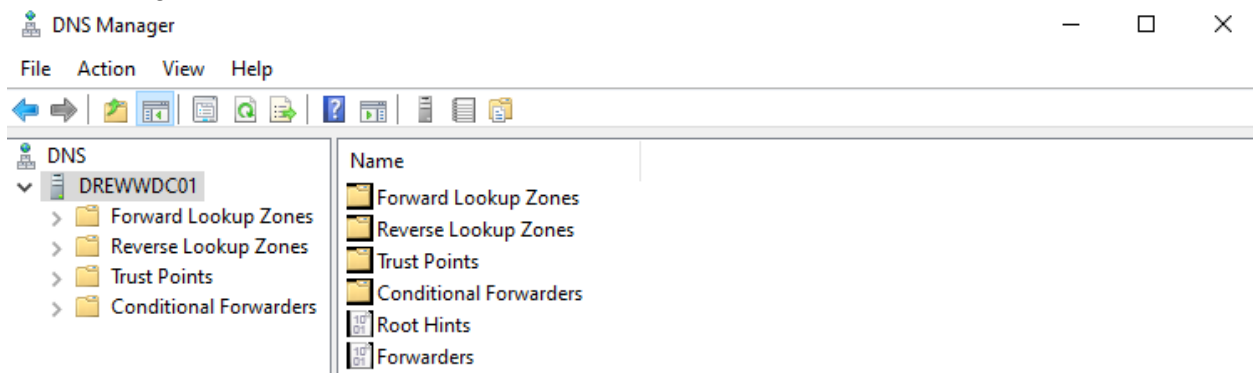 DNS Manager
File Action View Help
DNS
DREWWDC01
Forward Lookup Zones
Reverse Lookup Zones
Trust Points
Conditional Forwarders
Name
Forward Lookup Zones
Reverse Lookup Zones
Trust Points
Conditional Forwarders
Root Hints
Forwarders